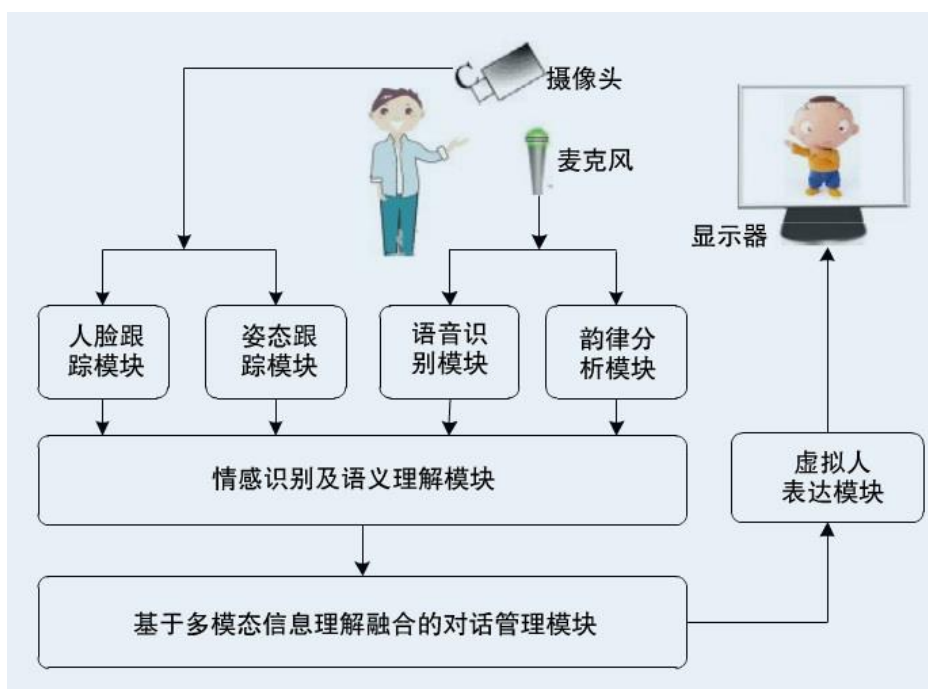 摄像头
麦克风
显示器
人脸跟
踪模块
姿态跟
踪模块
语音识
别模块
韵律分
析模块
情感识别及语义理解模块
虚拟人
表达模块
基于多模态信息理解融合的对话管理模块